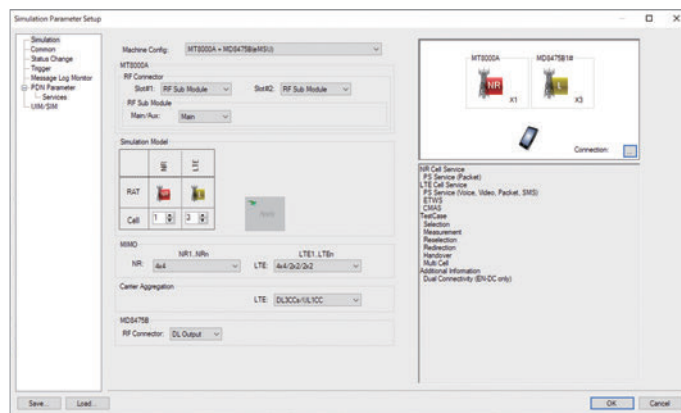 Simulation Parameter Setup
Simulation
Common
Status Change
Trigger
Message Log Monitor
PDN Parameter
Services
UIM/SIM
Machine Config: MT8000A + MD8475B(eMSU)
MT8000A
RF Connector
Slot#1: RF Sub Module Slot#2: RF Sub Module
RF Sub Module
Main/Aux: Main
Simulation Model
NR LTE
RAT NR L
Cell 1 3
Apply
MIMO
NR1..NRn LTE1..LTEn
NR: 4x4 LTE: 4x4/2x2/2x2
Carrier Aggregation
LTE: DL3CCs/UL1CC
MD8475B
RF Connector: DL Output
MT8000A MD8475B1#
NR L
X1 X3
Connection: ...
NR Cell Service
PS Service (Packet)
LTE Cell Service
PS Service (Voice, Video, Packet, SMS)
ETWS
CMAS
TestCase
Selection
Measurement
Reselection
Redirection
Handover
Multi Cell
Additional Information
Dual Connectivity (EN-DC only)
Save... Load... OK Cancel